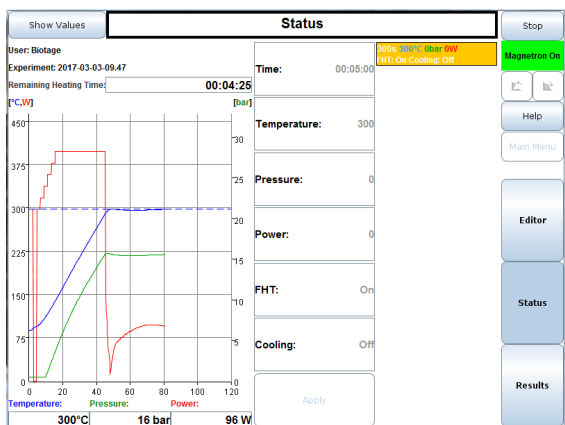 Show Values
Status
Stop
User: Biotage
Experiment: 2017-03-03-09.47
Remaining Heating Time:
00:04:25
Magnetron On
Help
Main Menu
Editor
Status
Results
[°C,W]
[bar]
450
375
300
225
150
75
0
30
25
20
15
10
5
0
0 20 40 60 80 100 120
Temperature: Pressure: Power:
300°C 16 bar 96 W
Time: 00:05:00
Temperature: 300
Pressure: 0
Power: 0
FHT: On
Cooling: Off
Apply
300s 300°C 0bar 0W
FHT: On Cooling: Off